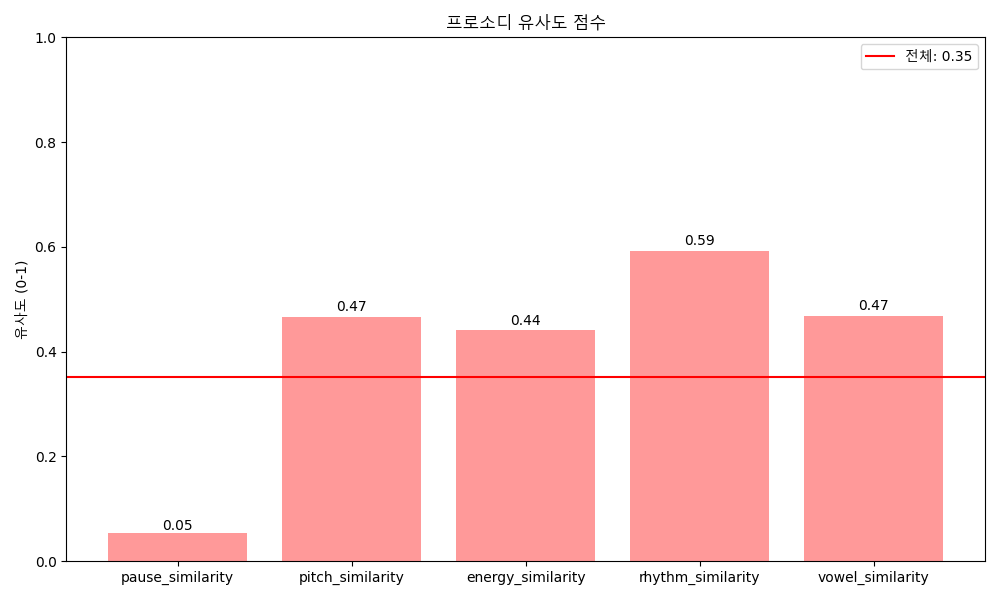 프로소디 유사도 점수
전체: 0.35
유사도 (0-1)
1.0
0.8
0.6
0.4
0.2
0.0
0.05
0.47
0.44
0.59
0.47
pause_similarity
pitch_similarity
energy_similarity
rhythm_similarity
vowel_similarity